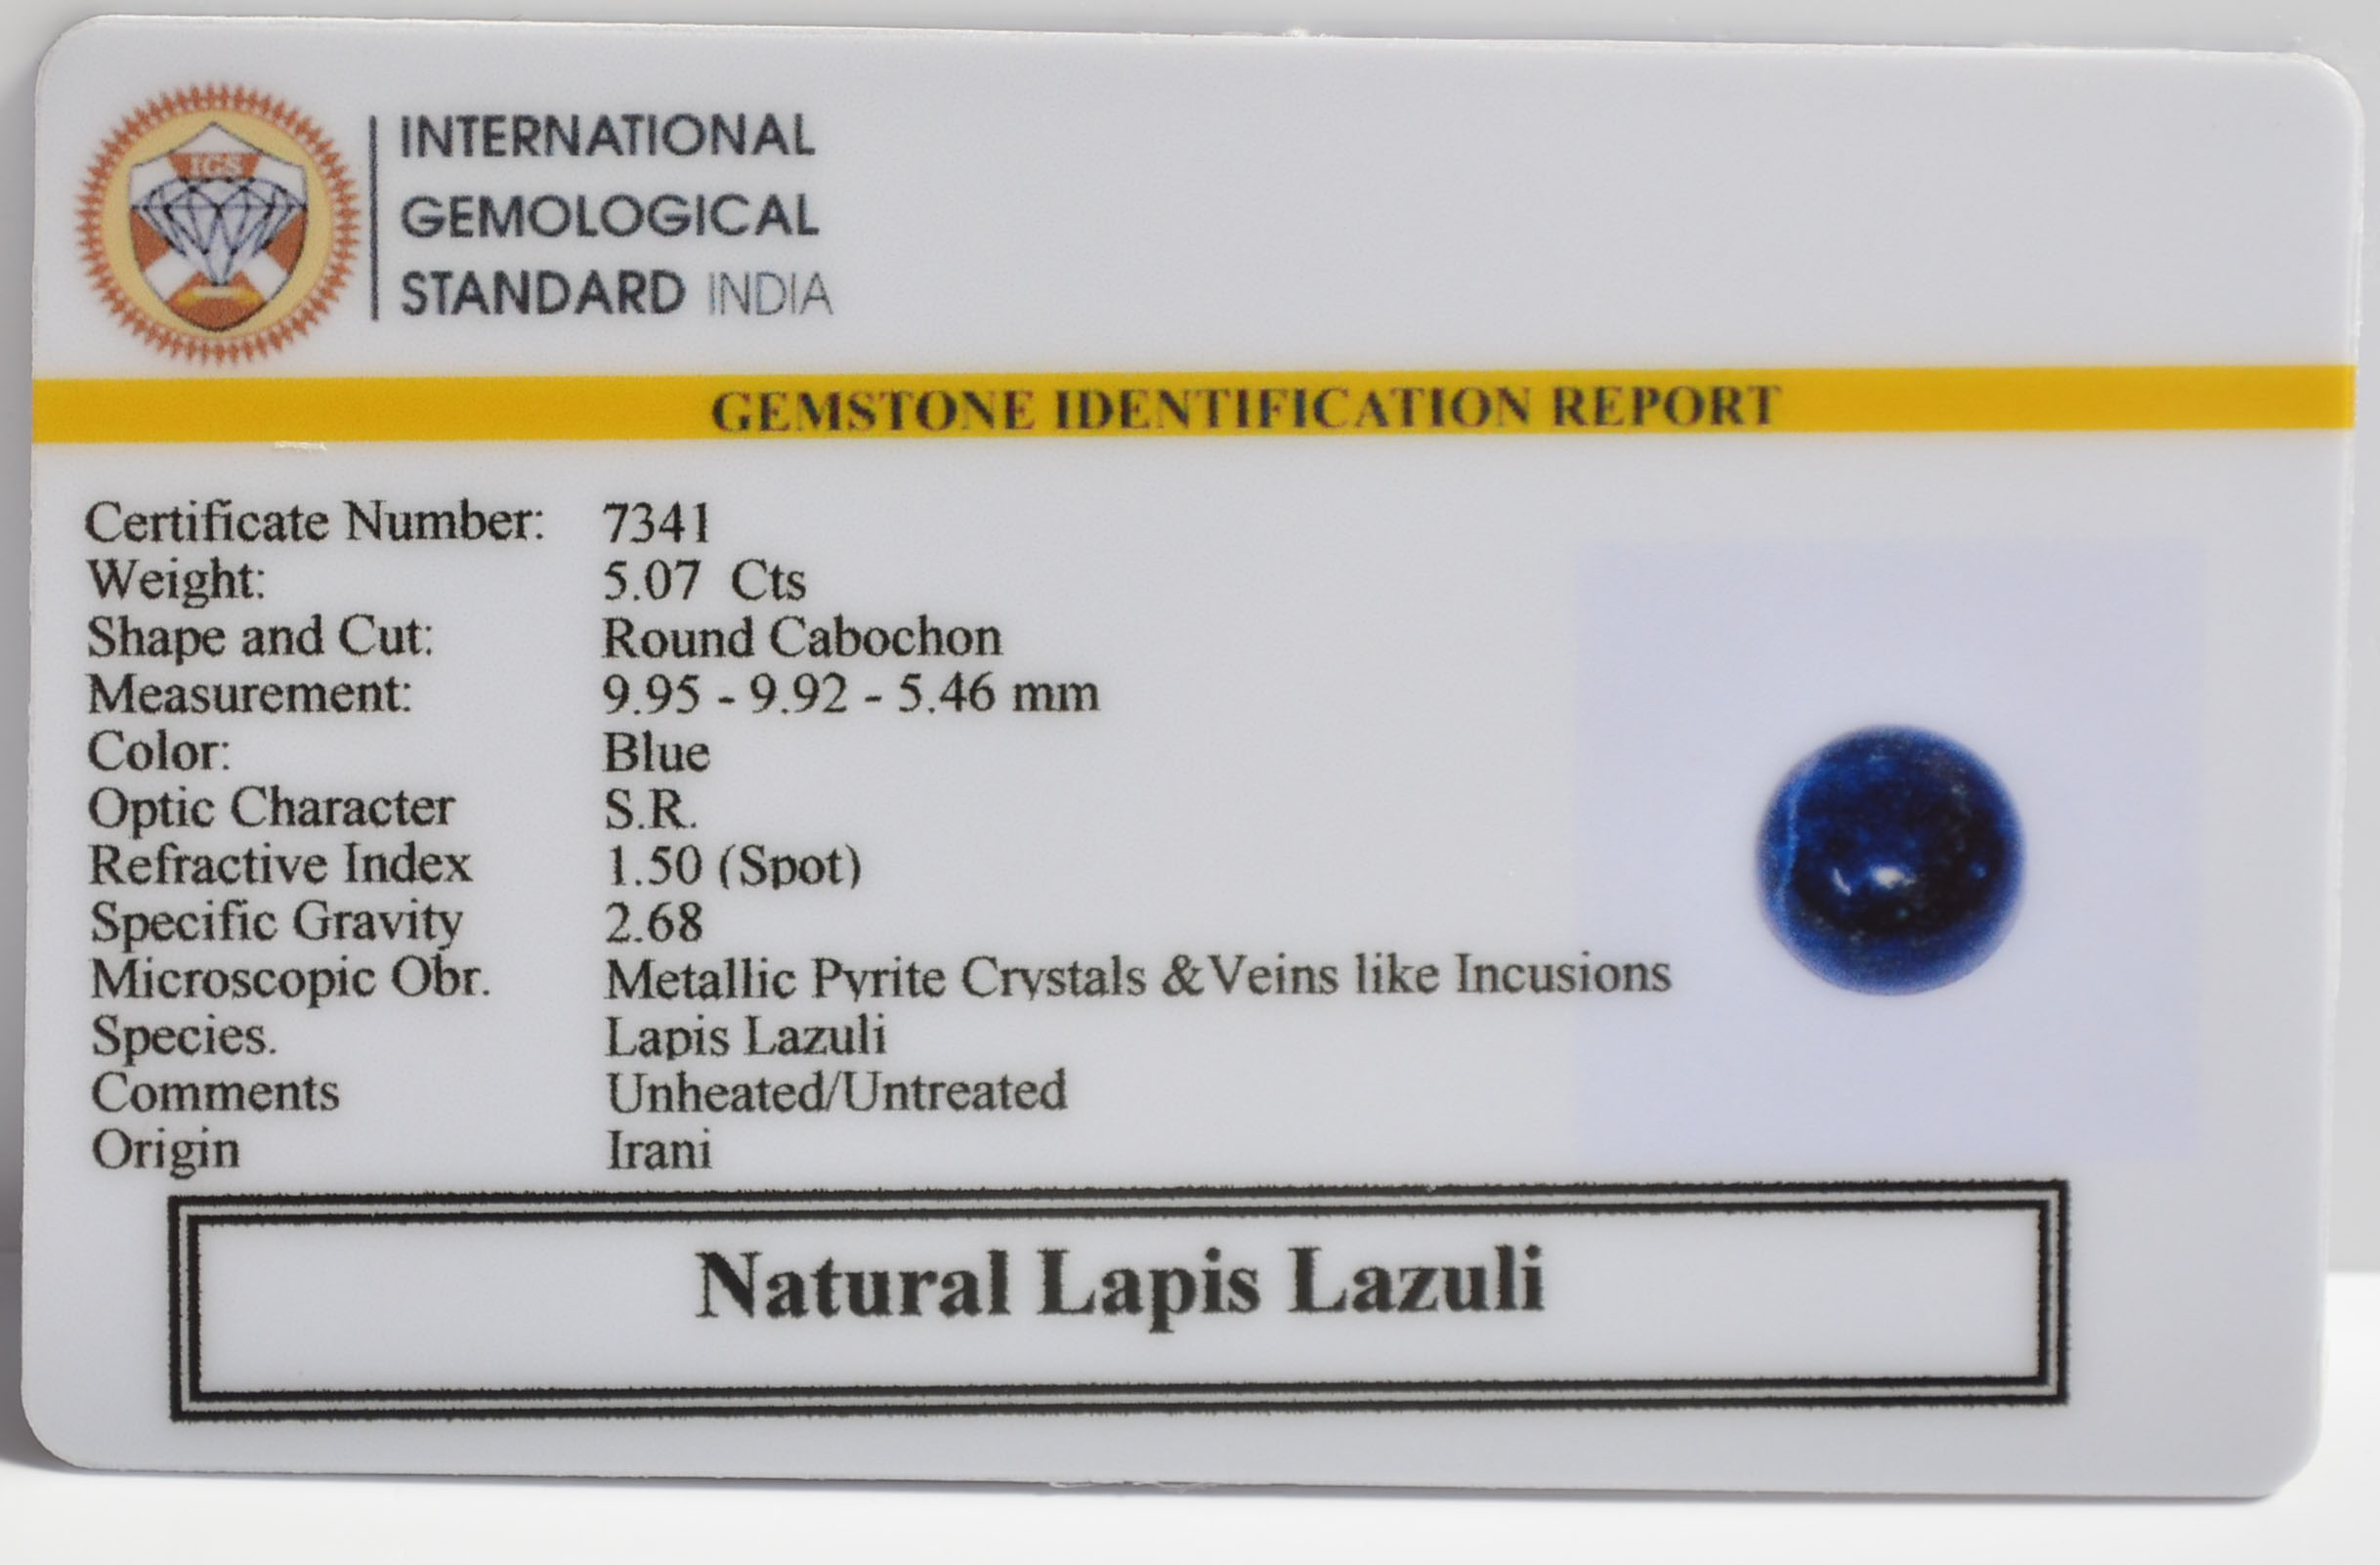 IGS
INTERNATIONAL
GEMOLOGICAL
STANDARD INDIA
GEMSTONE IDENTIFICATION REPORT
Certificate Number: 7341
Weight: 5.07 Cts
Shape and Cut: Round Cabochon
Measurement: 9.95 - 9.92 - 5.46 mm
Color: Blue
Optic Character S.R.
Refractive Index 1.50 (Spot)
Specific Gravity 2.68
Microscopic Obr. Metallic Pyrite Crystals &Veins like Incusions
Species. Lapis Lazuli
Comments Unheated/Untreated
Origin Irani
Natural Lapis Lazuli